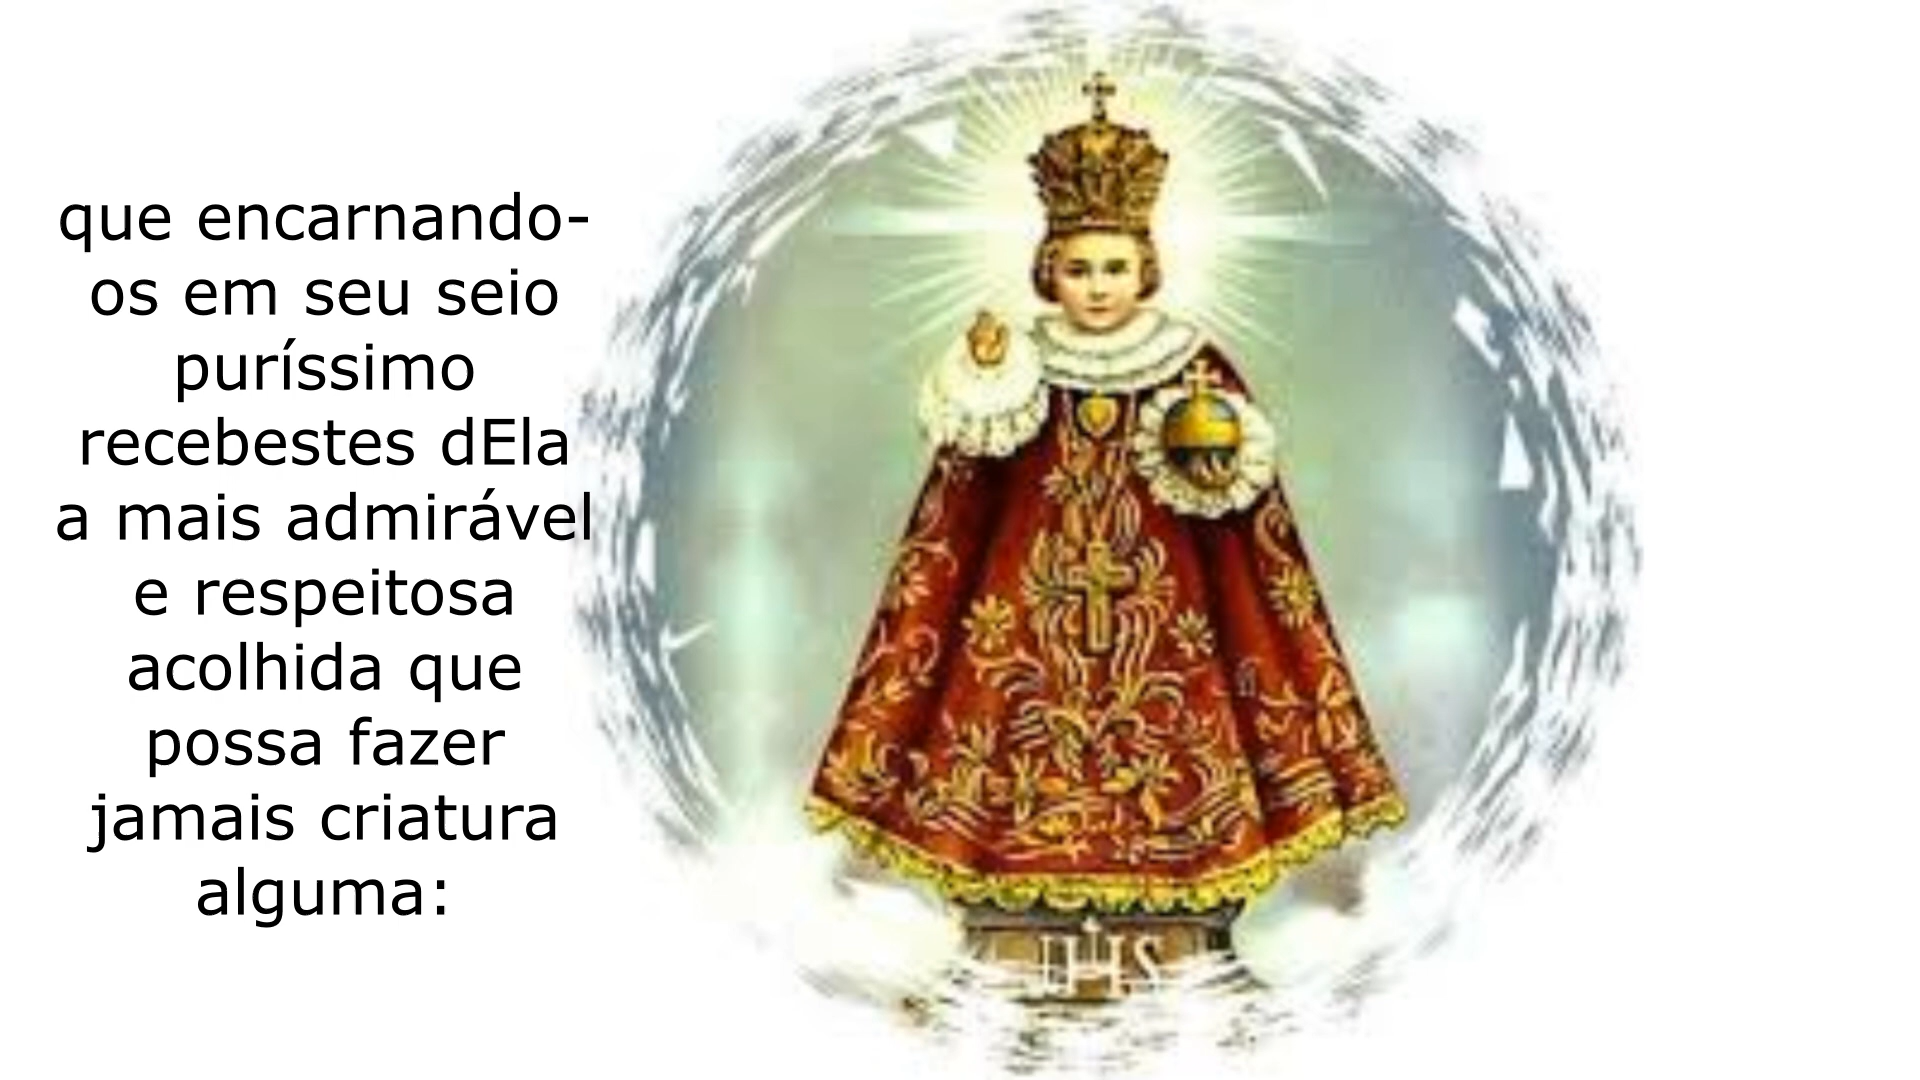 que encarnando-
os em seu seio
puríssimo
recebestes dEla
a mais admirável
e respeitosa
acolhida que
possa fazer
jamais criatura
alguma:
JHS